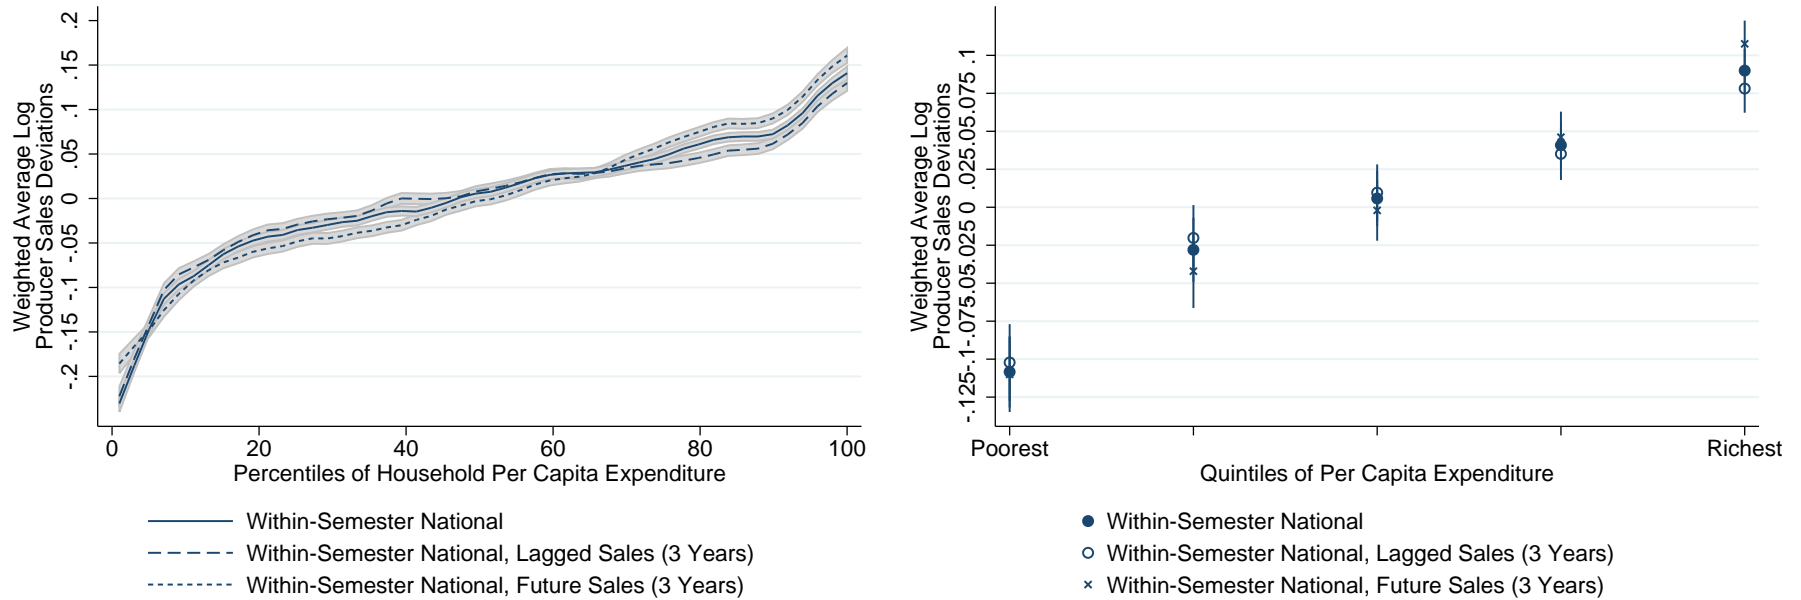 Weighted Average Log
Producer Sales Deviations
.2
.15
.1
.05
0
-.05
-.1
-.15
-.2
0 20 40 60 80 100
Percentiles of Household Per Capita Expenditure
Within-Semester National
Within-Semester National, Lagged Sales (3 Years)
Within-Semester National, Future Sales (3 Years)
Weighted Average Log
Producer Sales Deviations
-.125-.1-.075-.05-.025 0 .025.05.075 .1
Poorest Richest
Quintiles of Per Capita Expenditure
Within-Semester National
Within-Semester National, Lagged Sales (3 Years)
Within-Semester National, Future Sales (3 Years)